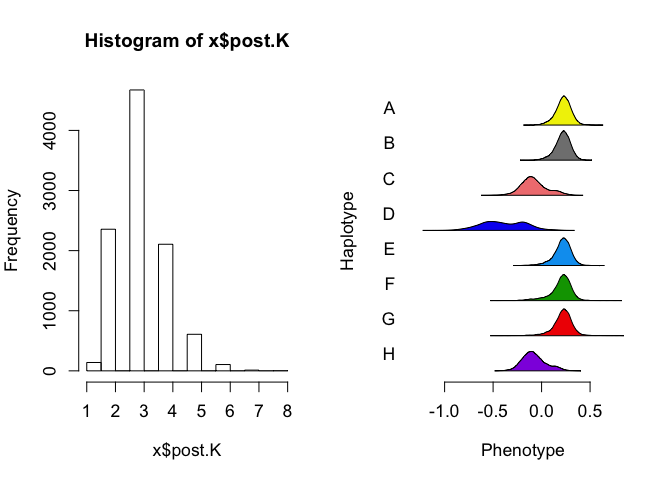 Histogram of x$post.K
Frequency
0
1000
2000
3000
4000
1 2 3 4 5 6 7 8
x$post.K
Haplotype
A
B
C
D
E
F
G
H
-1.0 -0.5 0.0 0.5
Phenotype